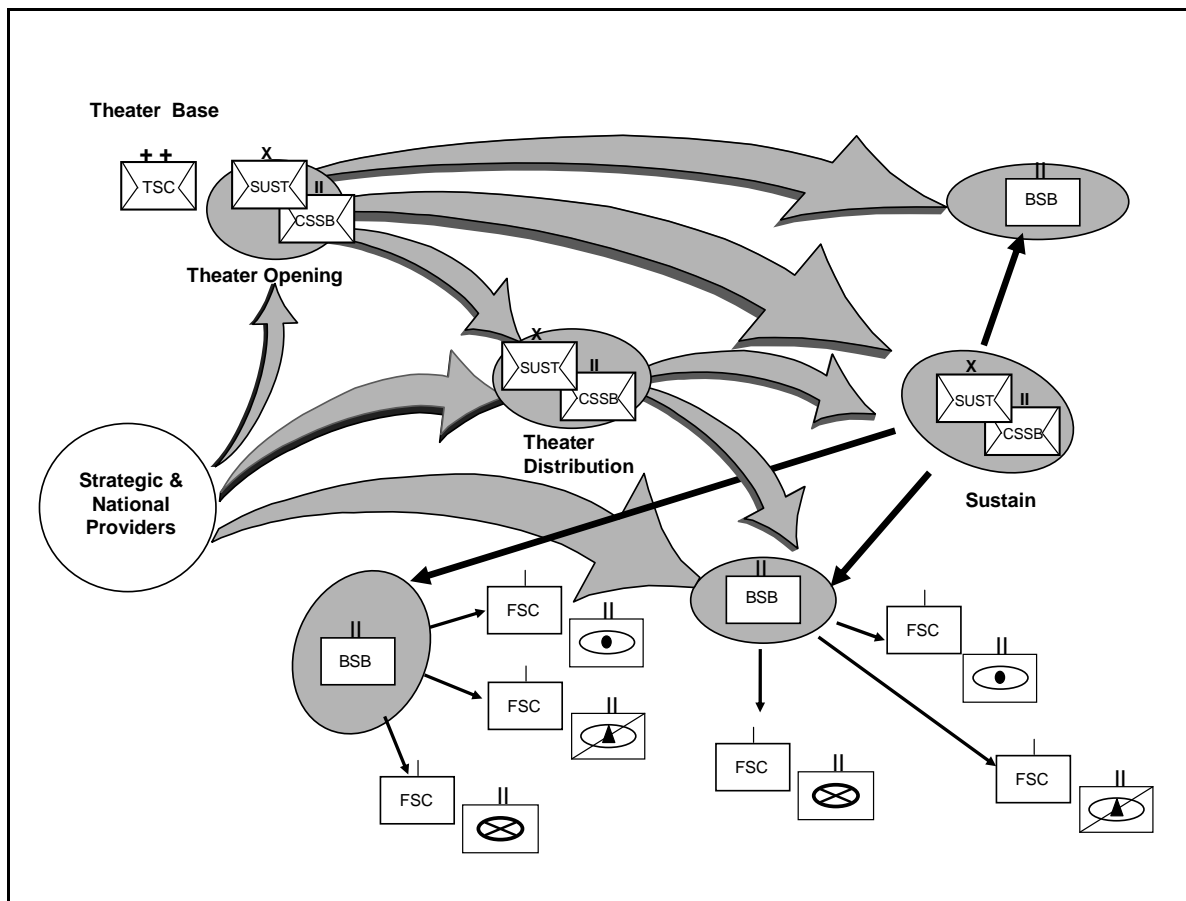 Theater Base
+ +
TSC
X
SUST
II
CSSB
Theater Opening
II
BSB
X
SUST
II
CSSB
Theater
Distribution
X
SUST
II
CSSB
Sustain
Strategic &
National
Providers
II
BSB
I
FSC
II
I
FSC
II
I
FSC
II
II
BSB
I
FSC
II
I
FSC
II
I
FSC
II